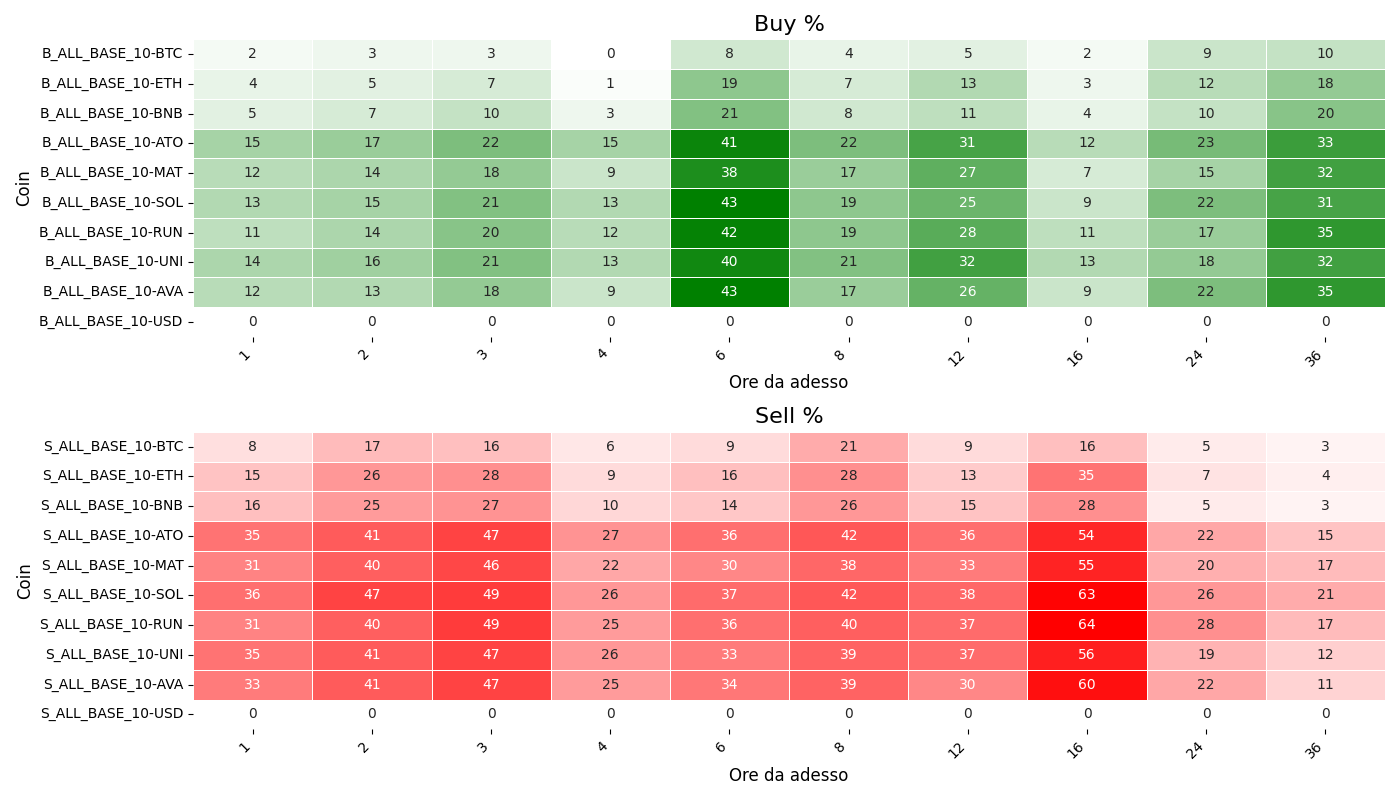 Buy %
Coin
B_ALL_BASE_10-BTC 2 3 3 0 8 4 5 2 9 10
B_ALL_BASE_10-ETH 4 5 7 1 19 7 13 3 12 18
B_ALL_BASE_10-BNB 5 7 10 3 21 8 11 4 10 20
B_ALL_BASE_10-ATO 15 17 22 15 41 22 31 12 23 33
B_ALL_BASE_10-MAT 12 14 18 9 38 17 27 7 15 32
B_ALL_BASE_10-SOL 13 15 21 13 43 19 25 9 22 31
B_ALL_BASE_10-RUN 11 14 20 12 42 19 28 11 17 35
B_ALL_BASE_10-UNI 14 16 21 13 40 21 32 13 18 32
B_ALL_BASE_10-AVA 12 13 18 9 43 17 26 9 22 35
B_ALL_BASE_10-USD 0 0 0 0 0 0 0 0 0 0
1 2 3 4 6 8 12 16 24 36
Ore da adesso
Sell %
Coin
S_ALL_BASE_10-BTC 8 17 16 6 9 21 9 16 5 3
S_ALL_BASE_10-ETH 15 26 28 9 16 28 13 35 7 4
S_ALL_BASE_10-BNB 16 25 27 10 14 26 15 28 5 3
S_ALL_BASE_10-ATO 35 41 47 27 36 42 36 54 22 15
S_ALL_BASE_10-MAT 31 40 46 22 30 38 33 55 20 17
S_ALL_BASE_10-SOL 36 47 49 26 37 42 38 63 26 21
S_ALL_BASE_10-RUN 31 40 49 25 36 40 37 64 28 17
S_ALL_BASE_10-UNI 35 41 47 26 33 39 37 56 19 12
S_ALL_BASE_10-AVA 33 41 47 25 34 39 30 60 22 11
S_ALL_BASE_10-USD 0 0 0 0 0 0 0 0 0 0
1 2 3 4 6 8 12 16 24 36
Ore da adesso